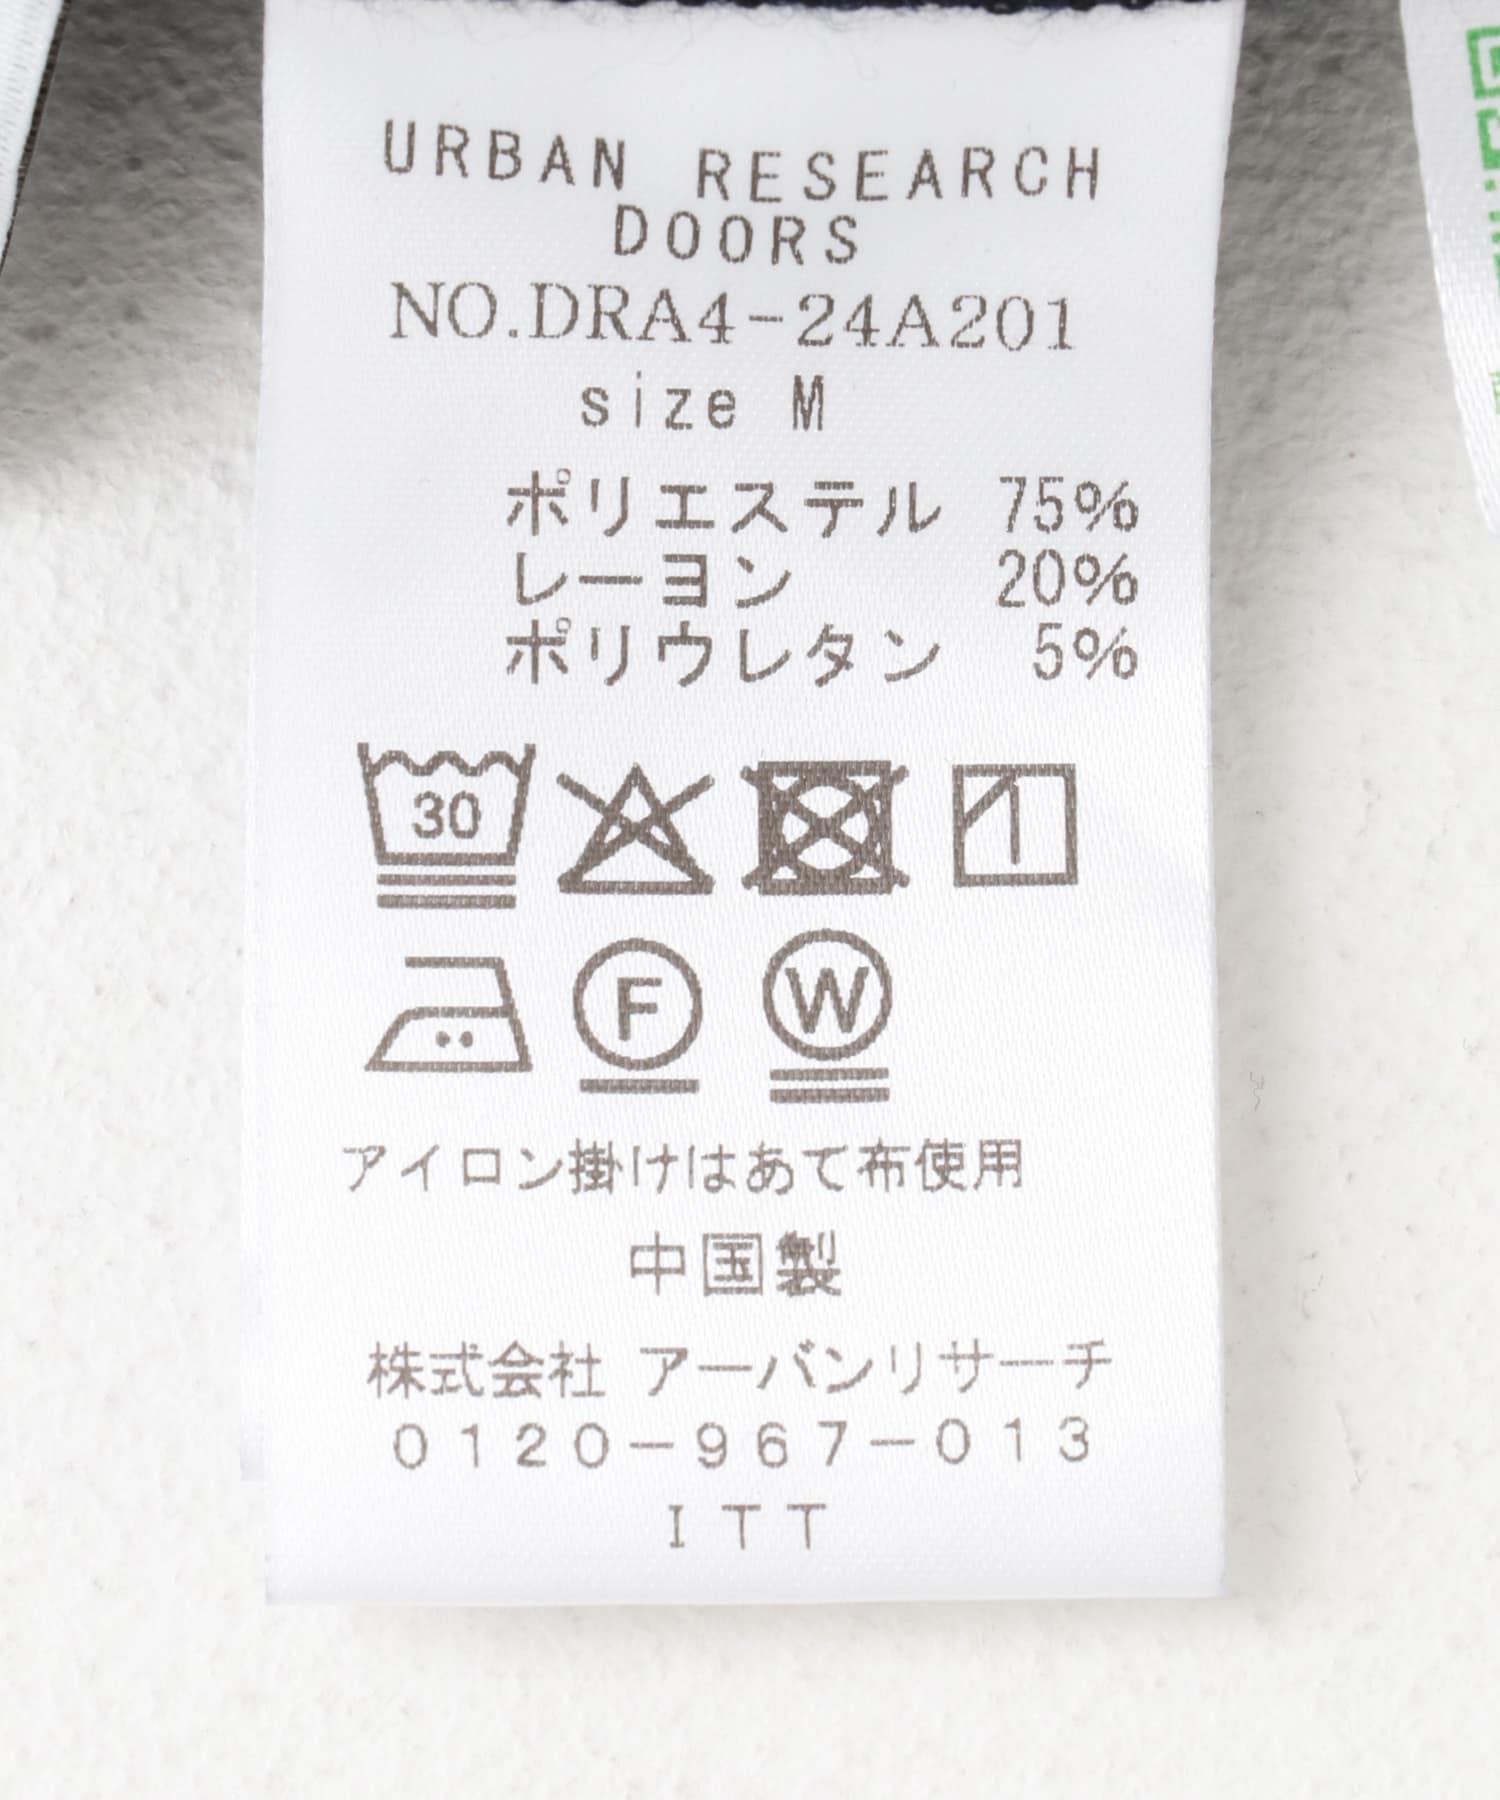 URBAN RESEARCH
DOORS
NO.DRA4-24A201
size M
ポリエステル 75%
レーヨン 20%
ポリウレタン 5%
30
F
W
アイロン掛けはあて布使用
中国製
株式会社 アーバンリサーチ
0120-967-013
ITT